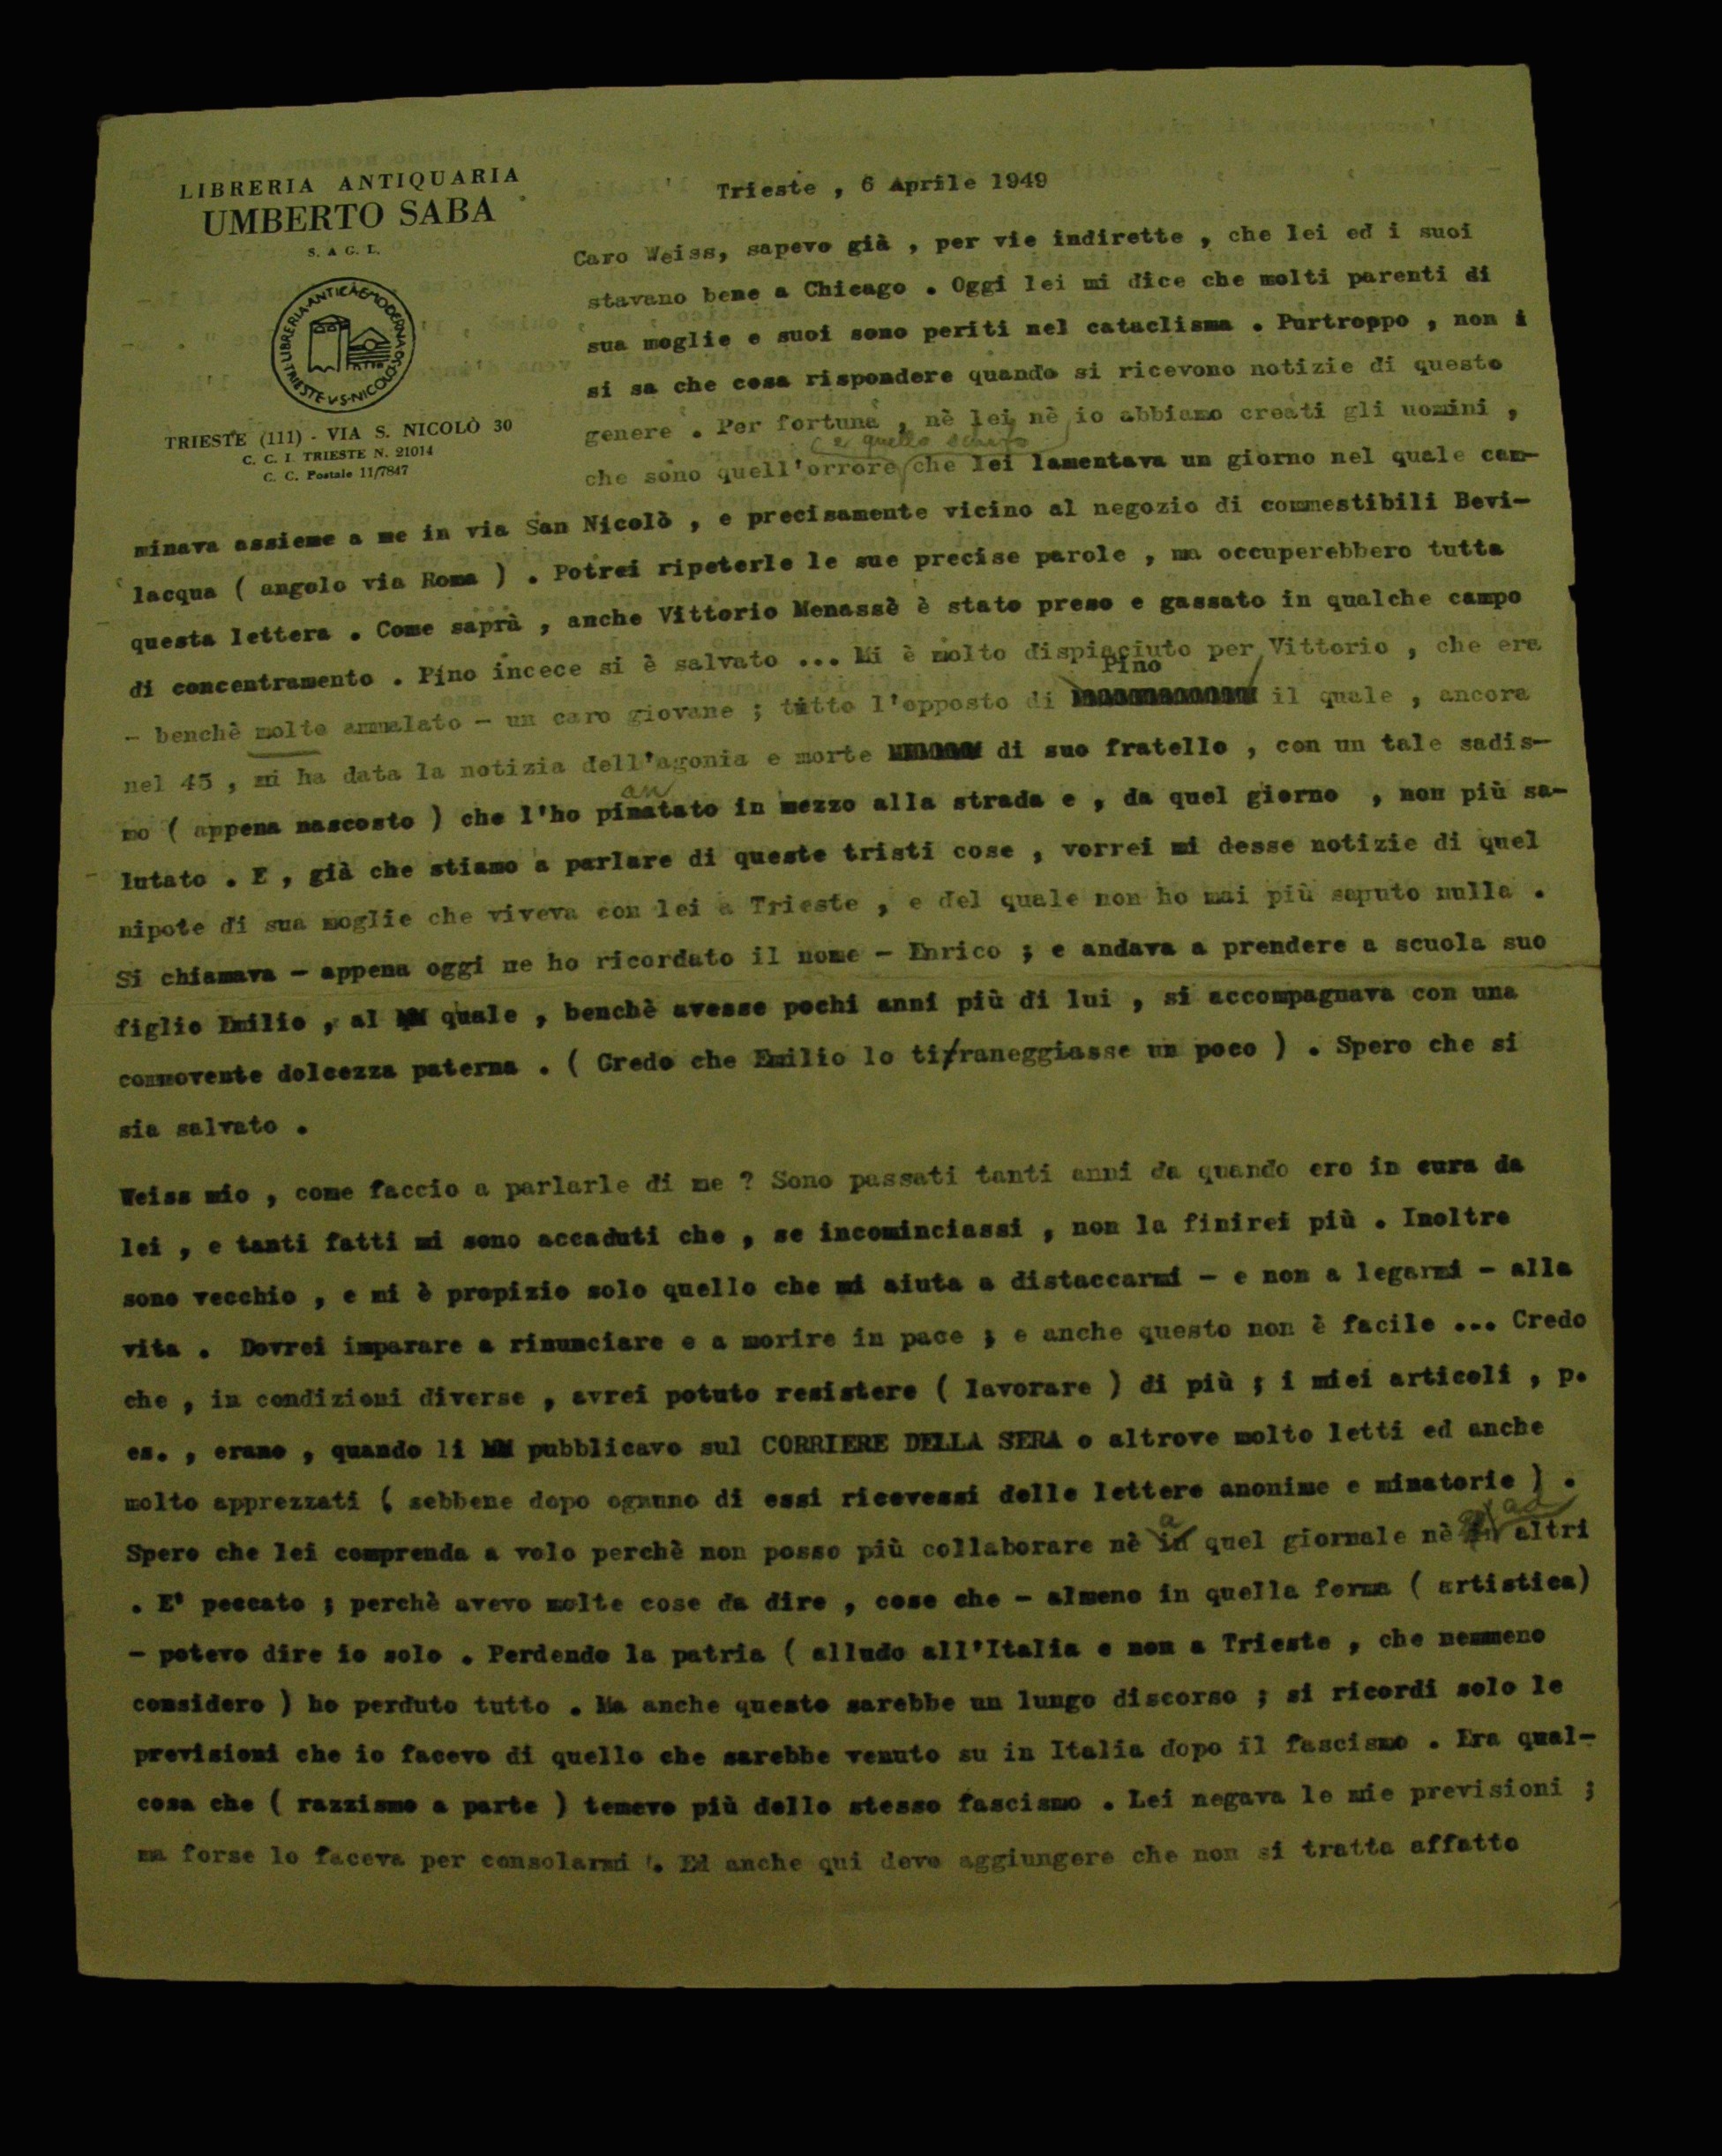 LIBRERIA ANTIQUARIA
UMBERTO SABA
S. A G. L.
LIBRERIA ANTICA E MODERNA
TRIESTE V. S. NICOLÒ 30
TRIESTE (111) - VIA S. NICOLÒ 30
C. C. I. TRIESTE N. 21014
C. C. Postale 11/7847
Trieste , 6 Aprile 1949
Caro Weiss, sapevo già , per vie indirette , che lei ed i suoi
stavano bene a Chicago . Oggi lei mi dice che molti parenti di
sua moglie e suoi sono periti nel cataclisma . Purtroppo , non i
si sa che cosa rispondere quando si ricevono notizie di questo
genere . Per fortuna , nè lei nè io abbiamo creati gli uomini ,
( e quello schifo )
che sono quell'orrore che lei lamentava un giorno nel quale cam-
minava assieme a me in via San Nicolò , e precisamente vicino al negozio di commestibili Bevi-
lacqua ( angolo via Roma ) . Potrei ripeterle le sue precise parole , ma occuperebbero tutta
questa lettera . Come saprà , anche Vittorio Menassè è stato preso e gassato in qualche campo
di concentramento . Pino incece si è salvato ... Mi è molto dispiaciuto per Vittorio , che era
Pino
- benchè molto ammalato - un caro giovane ; tutto l'opposto di il quale , ancora
nel 45 , mi ha data la notizia dell'agonia e morte di suo fratello , con un tale sadis-
an
mo ( appena nascosto ) che l'ho pimatato in mezzo alla strada e , da quel giorno , non più sa-
lutato . E , già che stiamo a parlare di queste tristi cose , vorrei mi desse notizie di quel
nipote di sua moglie che viveva con lei a Trieste , e del quale non ho mai più saputo nulla .
Si chiamava - appena oggi ne ho ricordato il nome - Enrico ; e andava a prendere a scuola suo
figlio Emilio , al quale , benchè avesse pochi anni più di lui , si accompagnava con una
commovente dolcezza paterna . ( Credo che Emilio lo ti/raneggiasse un poco ) . Spero che si
sia salvato .
Weiss mio , come faccio a parlarle di me ? Sono passati tanti anni da quando ero in cura da
lei , e tanti fatti mi sono accaduti che , se incominciassi , non la finirei più . Inoltre
sono vecchio , e mi è propizio solo quello che mi aiuta a distaccarmi - e non a legarmi - alla
vita . Dovrei imparare a rinunciare e a morire in pace ; e anche questo non è facile ... Credo
che , in condizioni diverse , avrei potuto resistere ( lavorare ) di più ; i miei articoli , p.
es. , erano , quando li pubblicavo sul CORRIERE DELLA SERA o altrove molto letti ed anche
molto apprezzati ( sebbene dopo ognuno di essi ricevessi delle lettere anonime e minatorie ) .
a ad
Spero che lei comprenda a volo perchè non posso più collaborare nè in quel giornale nè in altri
. E' peccato ; perchè avevo molte cose da dire , cose che - almeno in quella forma ( artistica)
- potevo dire io solo . Perdendo la patria ( alludo all'Italia e non a Trieste , che nemmeno
considero ) ho perduto tutto . Ma anche questo sarebbe un lungo discorso ; si ricordi solo le
previsioni che io facevo di quello che sarebbe venuto su in Italia dopo il fascismo . Era qual-
cosa che ( razzismo a parte ) temevo più dello stesso fascismo . Lei negava le mie previsioni ;
ma forse lo faceva per consolarmi . Ed anche qui devo aggiungere che non si tratta affatto